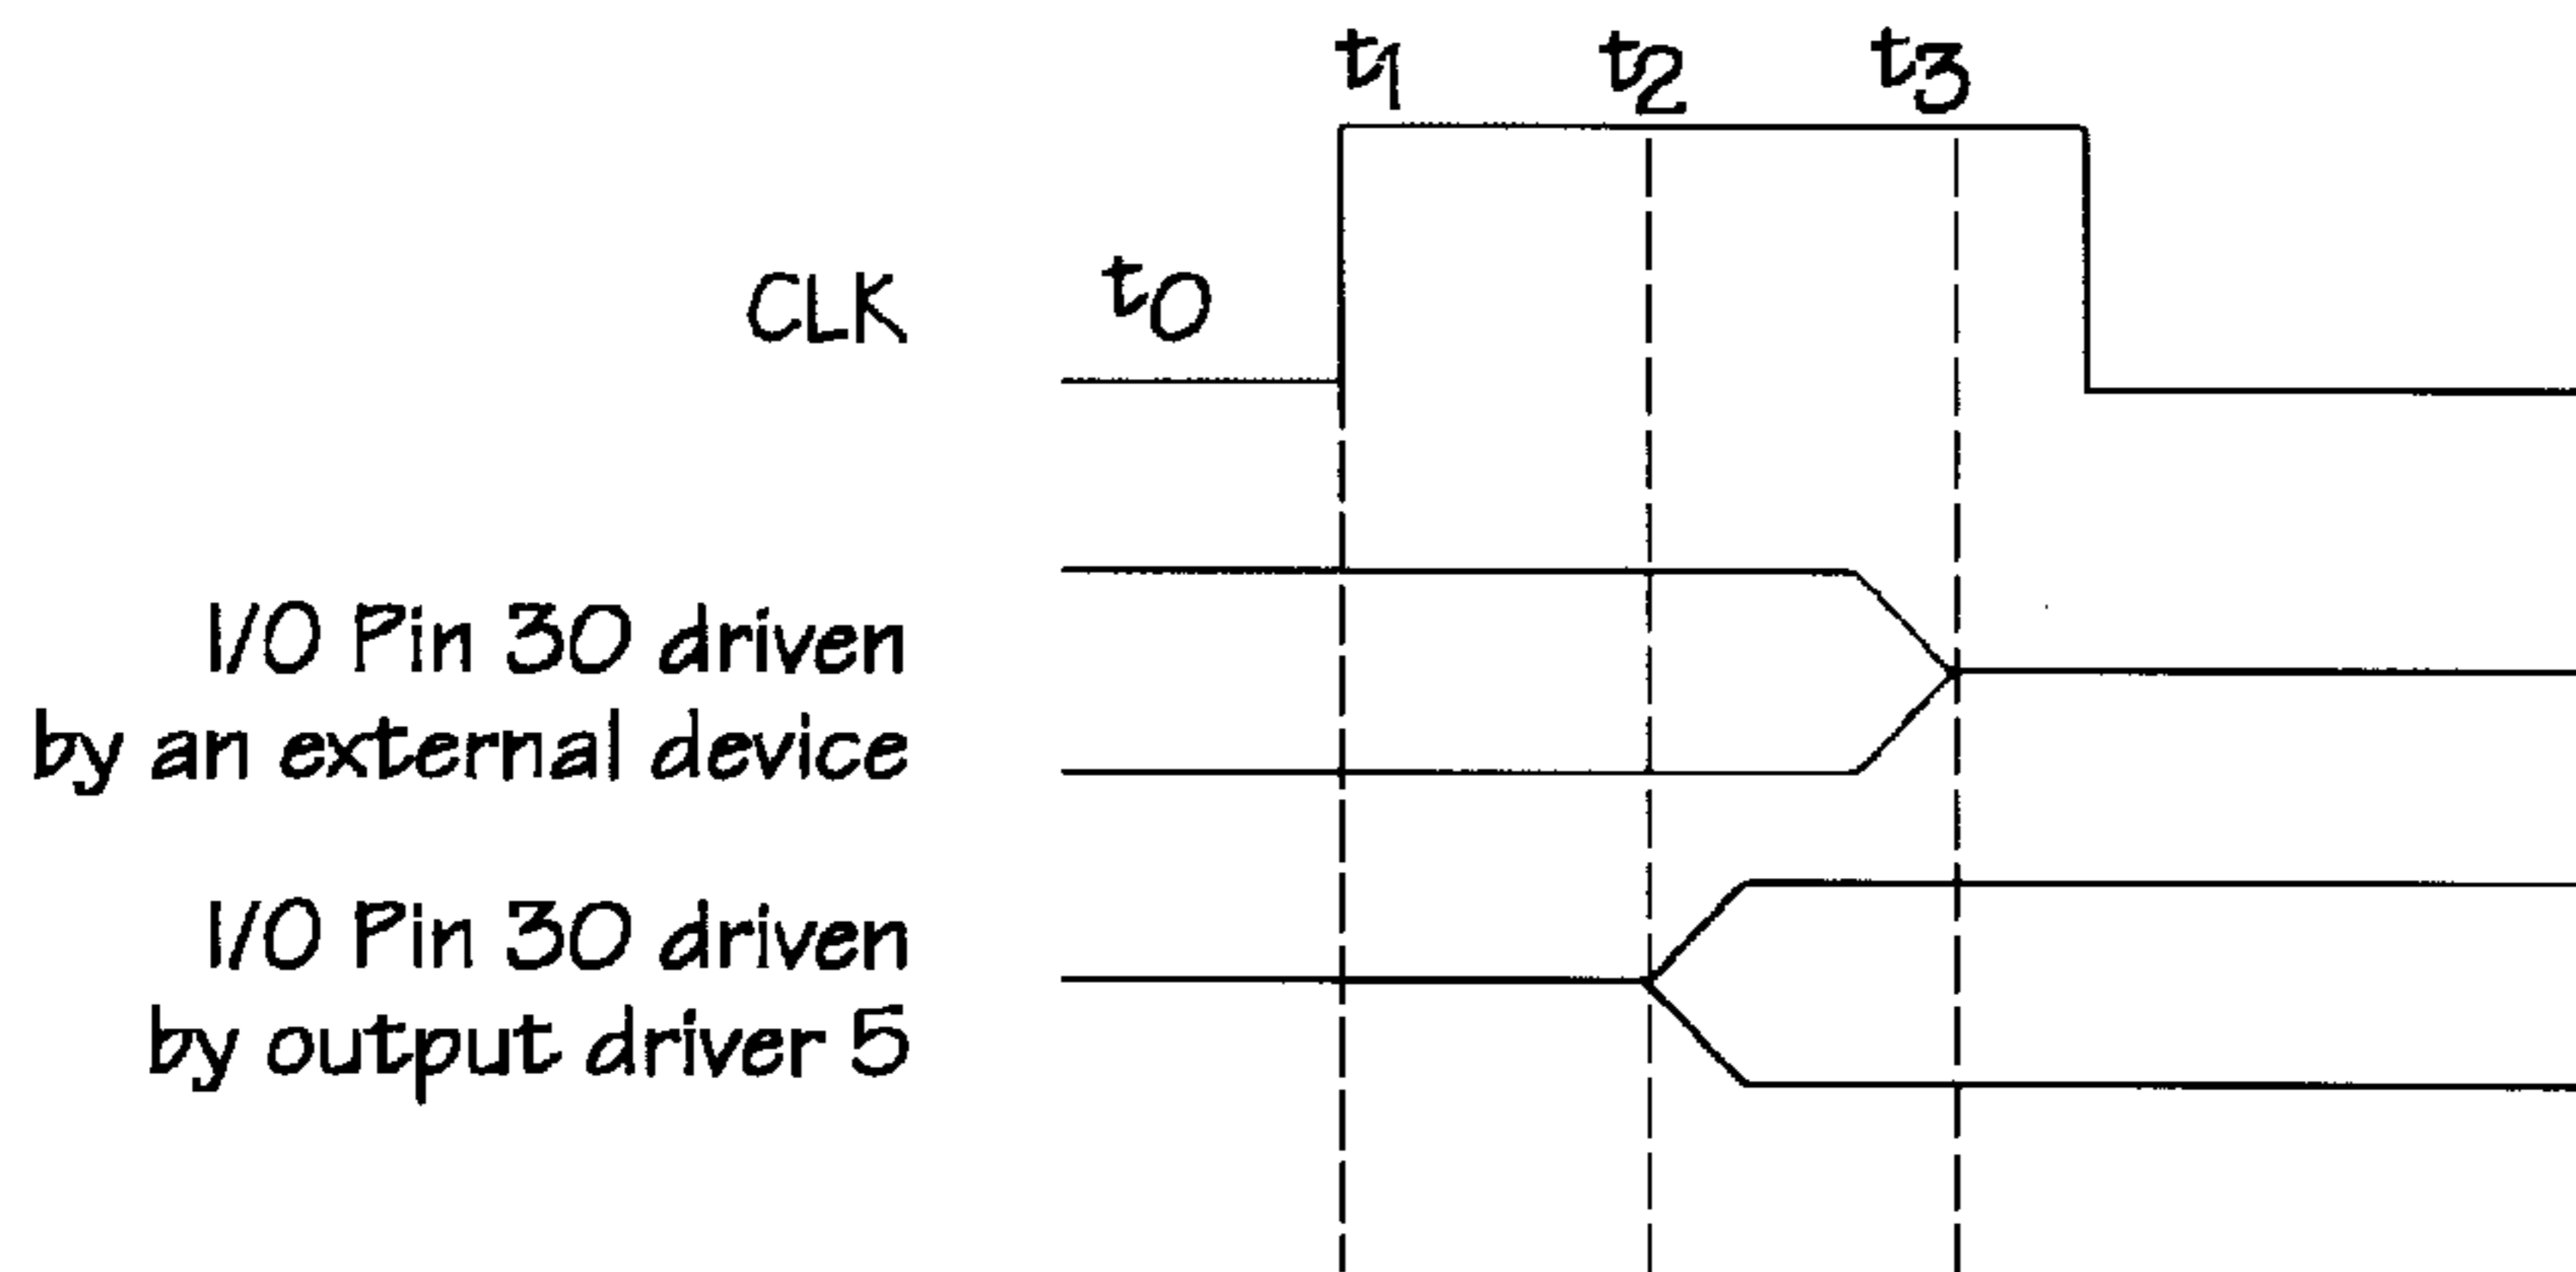 t1 t2 t3
CLK t0
I/O Pin 30 driven
by an external device
I/O Pin 30 driven
by output driver 5